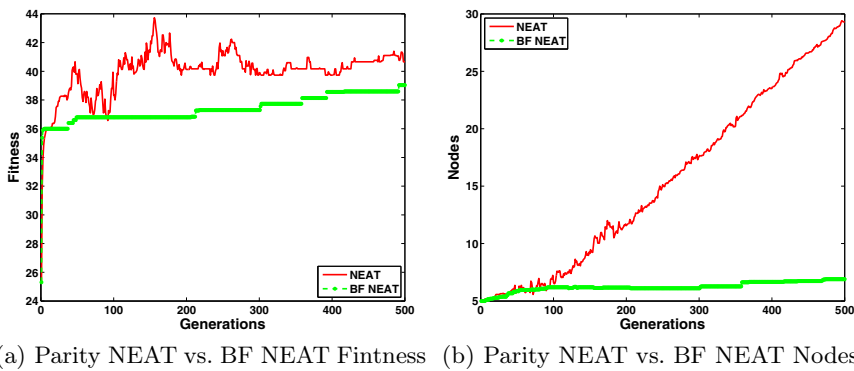 44
42
40
38
36
34
32
30
28
26
24
Fitness
0 100 200 300 400 500
Generations
NEAT
BF NEAT
30
25
20
15
10
5
Nodes
0 100 200 300 400 500
Generations
NEAT
BF NEAT
(a) Parity NEAT vs. BF NEAT Fintness (b) Parity NEAT vs. BF NEAT Nodes